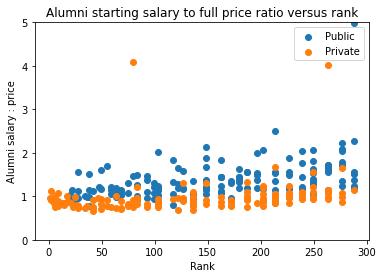 Alumni starting salary to full price ratio versus rank
5
4
3
2
1
0
Alumni salary : price
Public
Private
0 50 100 150 200 250 300
Rank